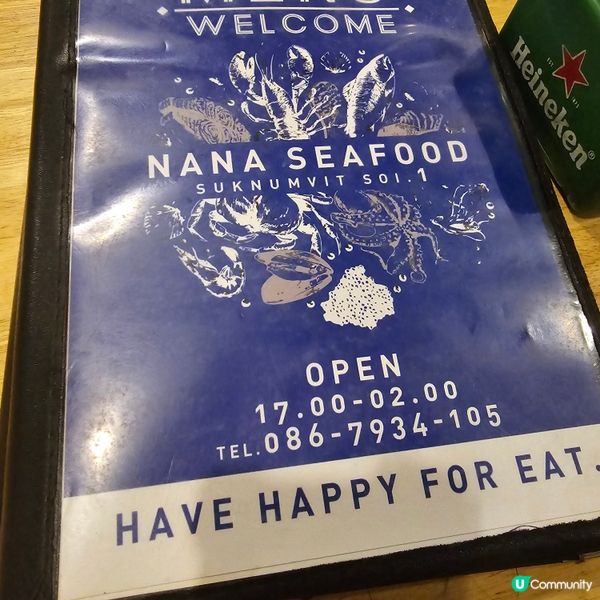 MENU
WELCOME
NANA SEAFOOD
SUKNUMVIT SOI.1
OPEN
17.00-02.00
TEL.086-7934-105
HAVE HAPPY FOR EAT.
Heineken®
U Community